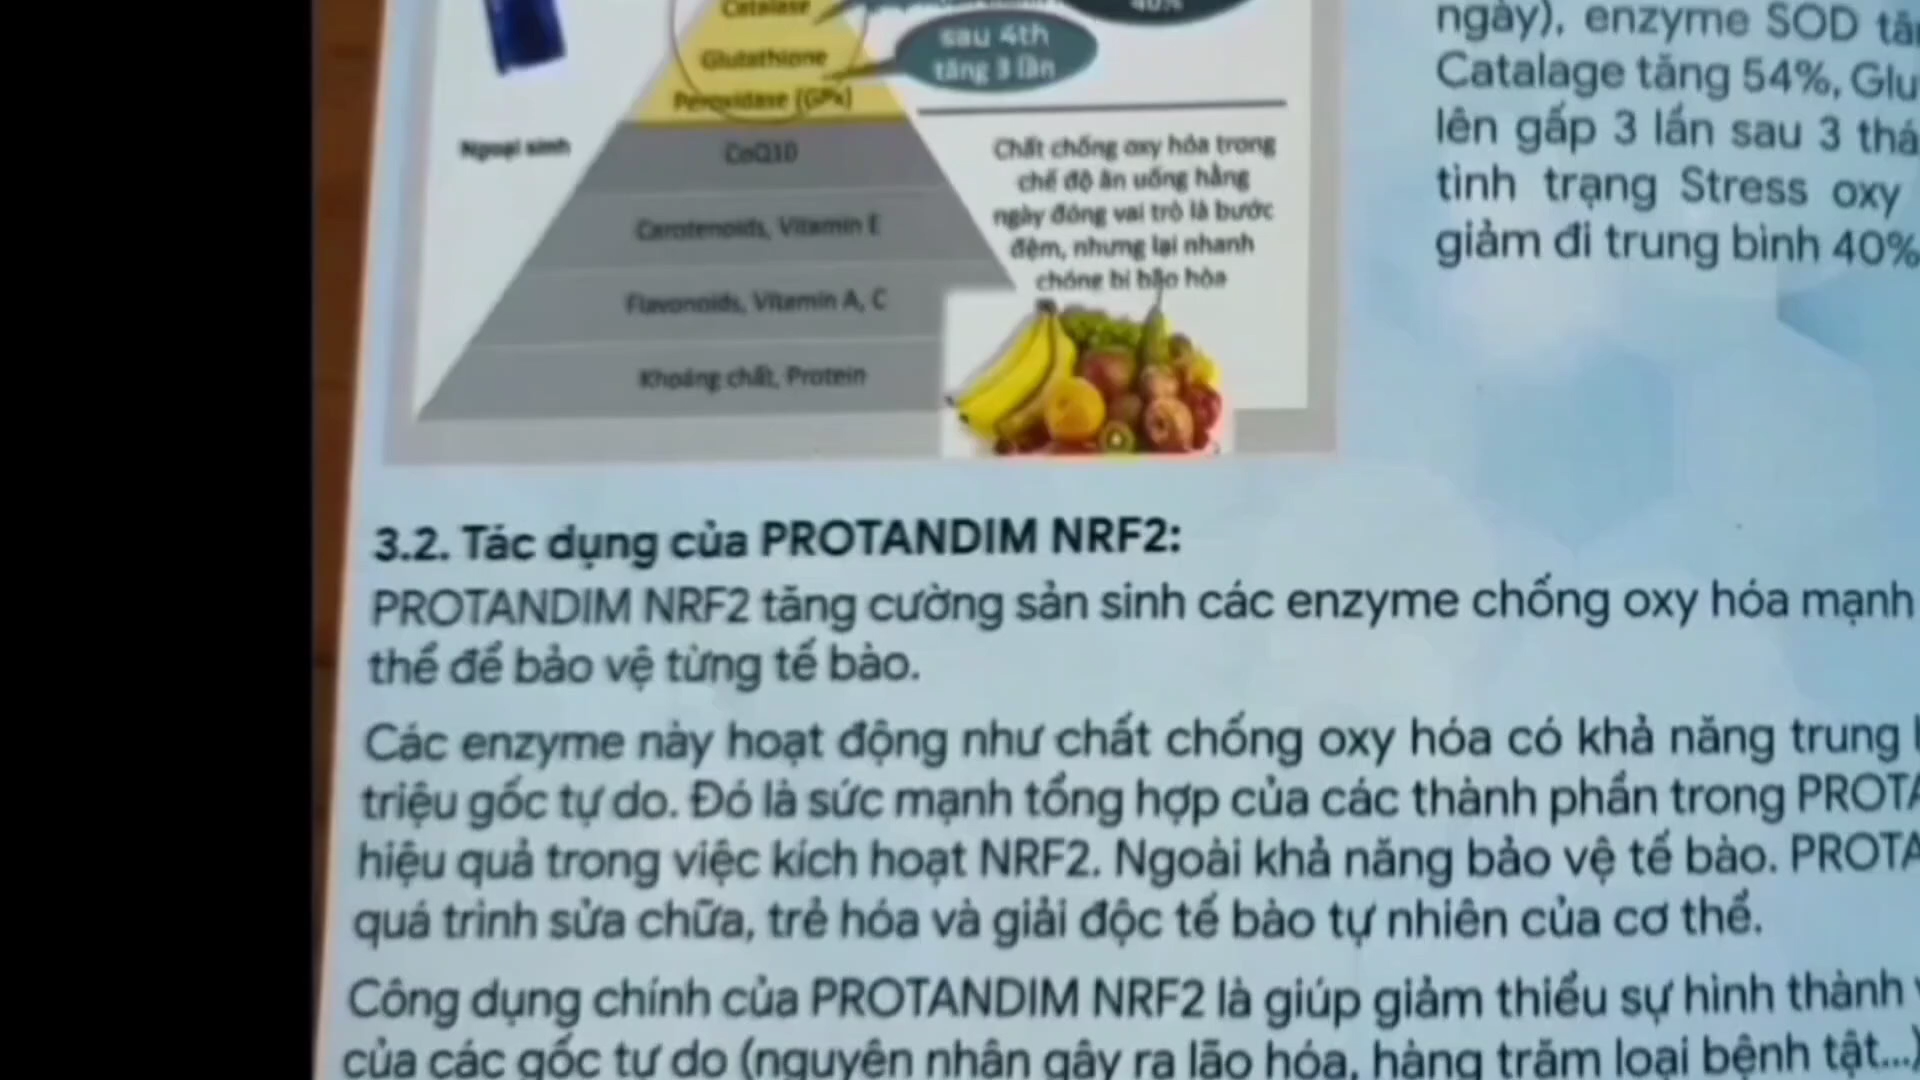 Catalase
40%
Glutathione
Peroxidase (GPx)
sau 4th
tăng 3 lần
Ngoại sinh
CoQ10
Carotenoids, Vitamin E
Flavonoids, Vitamin A, C
Khoáng chất, Protein
Chất chống oxy hóa trong
chế độ ăn uống hằng
ngày đóng vai trò là bước
đệm, nhưng lại nhanh
chóng bị bão hòa
ngày), enzyme SOD
Catalage tăng 54%,
lên gấp 3 lần sau 3
tình trạng Stress oxy
giảm đi trung bình 40%
3.2. Tác dụng của PROTANDIM NRF2:
PROTANDIM NRF2 tăng cường sản sinh các enzyme chống oxy hóa mạnh
thể để bảo vệ từng tế bào.
Các enzyme này hoạt động như chất chống oxy hóa có khả năng trung
triệu gốc tự do. Đó là sức mạnh tổng hợp của các thành phần trong
hiệu quả trong việc kích hoạt NRF2. Ngoài khả năng bảo vệ tế bào.
quá trình sửa chữa, trẻ hóa và giải độc tế bào tự nhiên của cơ thể.
Công dụng chính của PROTANDIM NRF2 là giúp giảm thiểu sự hình thành
của các gốc tự do (nguyên nhân gây ra lão hóa, hàng trăm loại bệnh tật...)